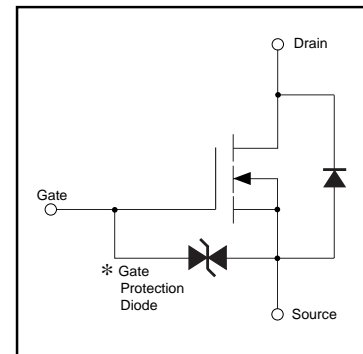 Drain
Gate
* Gate
Protection
Diode
Source